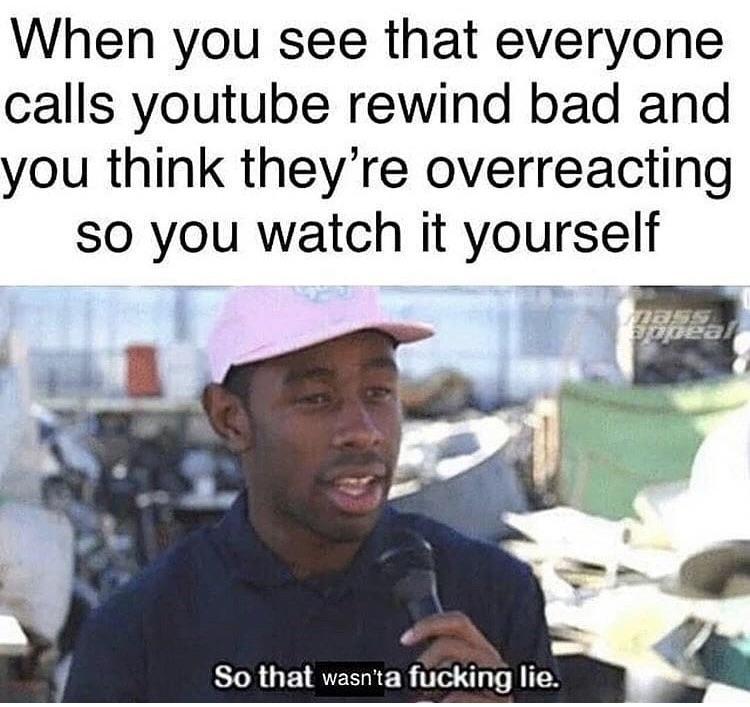 When you see that everyone
calls youtube rewind bad and
you think they're overreacting
so you watch it yourself
mass
appeal
So that wasn'ta fucking lie.